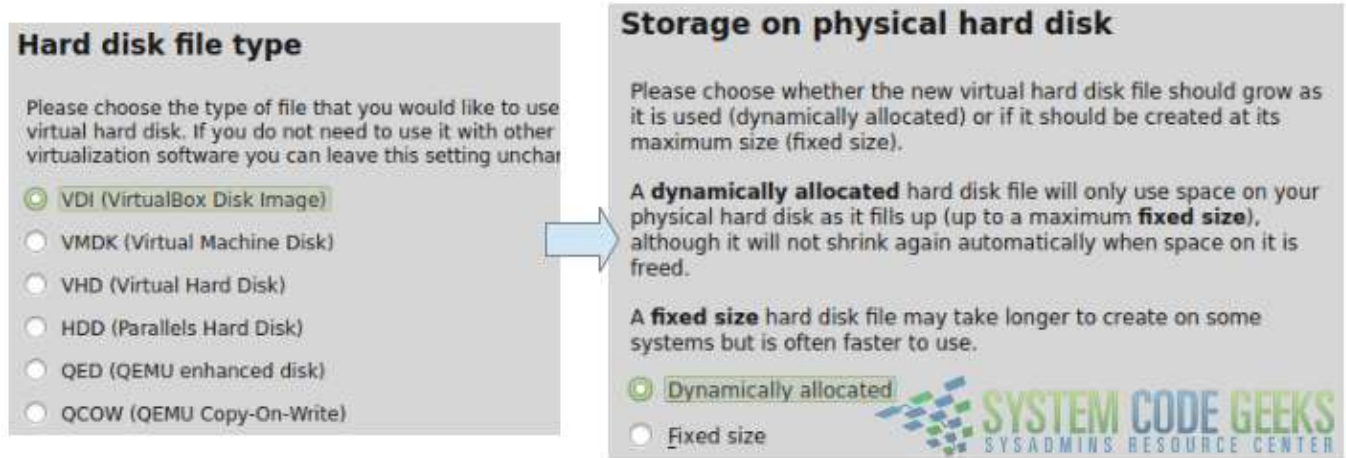 Hard disk file type
Please choose the type of file that you would like to use
virtual hard disk. If you do not need to use it with other
virtualization software you can leave this setting unchar
VDI (VirtualBox Disk Image)
VMDK (Virtual Machine Disk)
VHD (Virtual Hard Disk)
HDD (Parallels Hard Disk)
QED (QEMU enhanced disk)
QCOW (QEMU Copy-On-Write)
Storage on physical hard disk
Please choose whether the new virtual hard disk file should grow as
it is used (dynamically allocated) or if it should be created at its
maximum size (fixed size).
A dynamically allocated hard disk file will only use space on your
physical hard disk as it fills up (up to a maximum fixed size),
although it will not shrink again automatically when space on it is
freed.
A fixed size hard disk file may take longer to create on some
systems but is often faster to use.
Dynamically allocated
Fixed size
SYSTEM CODE GEEKS
SYSADMINS RESOURCE CENTER